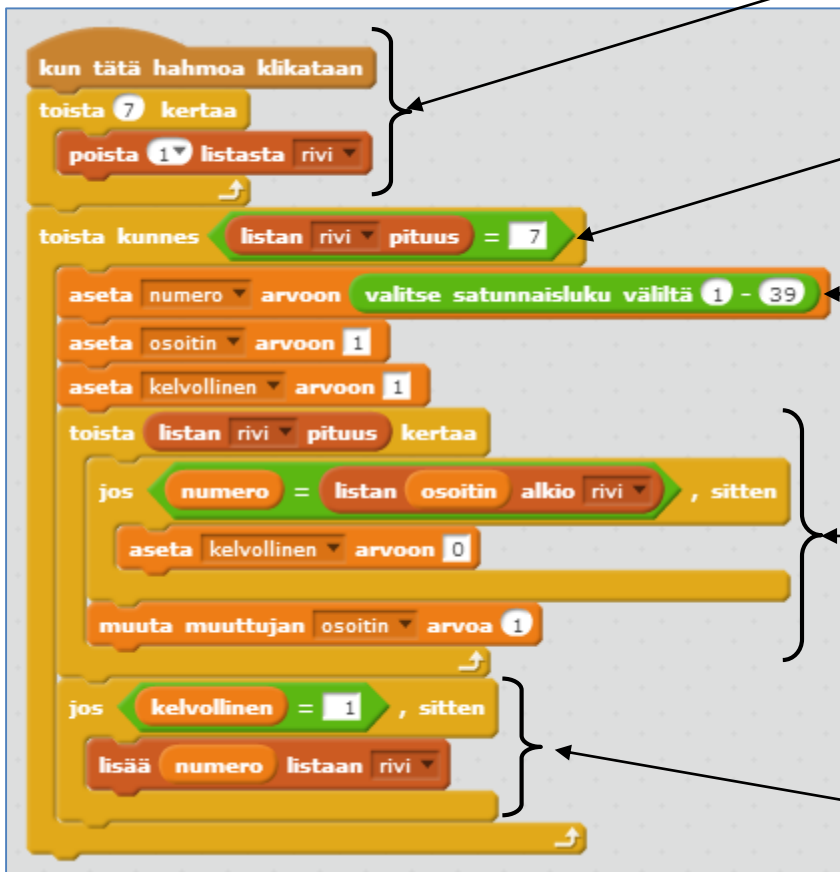 kun tätä hahmoa klikataan
toista 7 kertaa
poista 1 listasta rivi
toista kunnes listan rivi pituus = 7
aseta numero arvoon valitse satunnaisluku väliltä 1 - 39
aseta osoitin arvoon 1
aseta kelvollinen arvoon 1
toista listan rivi pituus kertaa
jos numero = listan osoitin alkio rivi , sitten
aseta kelvollinen arvoon 0
muuta muuttujan osoitin arvoa 1
jos kelvollinen = 1 , sitten
lisää numero listaan rivi